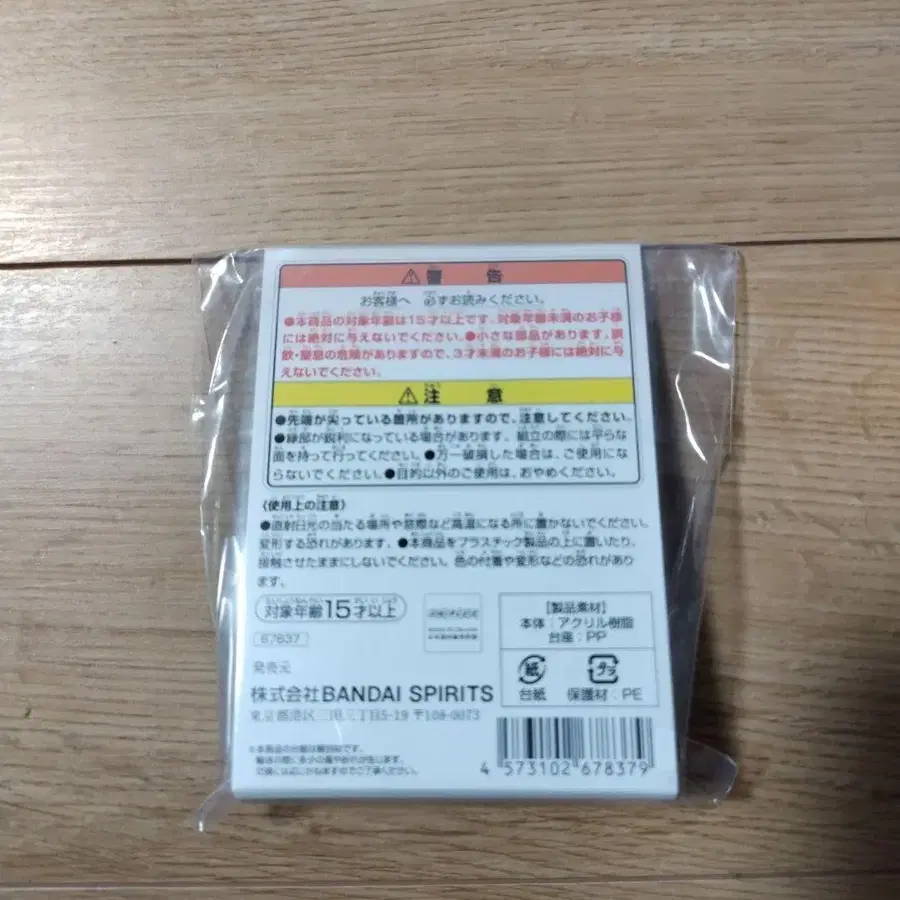 ⚠警 告
お客様へ 必ずお読みください。
●本商品の対象年齢は15才以上です。対象年齢未満のお子様
には絶対に与えないでください。●小さな部品があります。誤
飲・窒息の危険がありますので、3才未満のお子様には絶対に与
えないでください。
⚠注 意
●先端が尖っている箇所がありますので、注意してください。
●縁部が鋭利になっている場合があります。組立の際には平らな
面を持って行ってください。●万一破損した場合は、ご使用にな
らないでください。●目的以外のご使用は、おやめください。
〈使用上の注意〉
●直射日光の当たる場所や窓際など高温になる所に置かないでください。
変形する恐れがあります。●本商品をプラスチック製品の上に置いたり、
接触させたままにしないでください。色の付着や変形などの恐れがあり
ます。
対象年齢15才以上
67837
【製品素材】
本体：アクリル樹脂
台座：PP
紙
台紙
プラ
保護材：PE
発売元
株式会社BANDAI SPIRITS
東京都港区三田三丁目5-19 〒108-0073
4 573102 678379